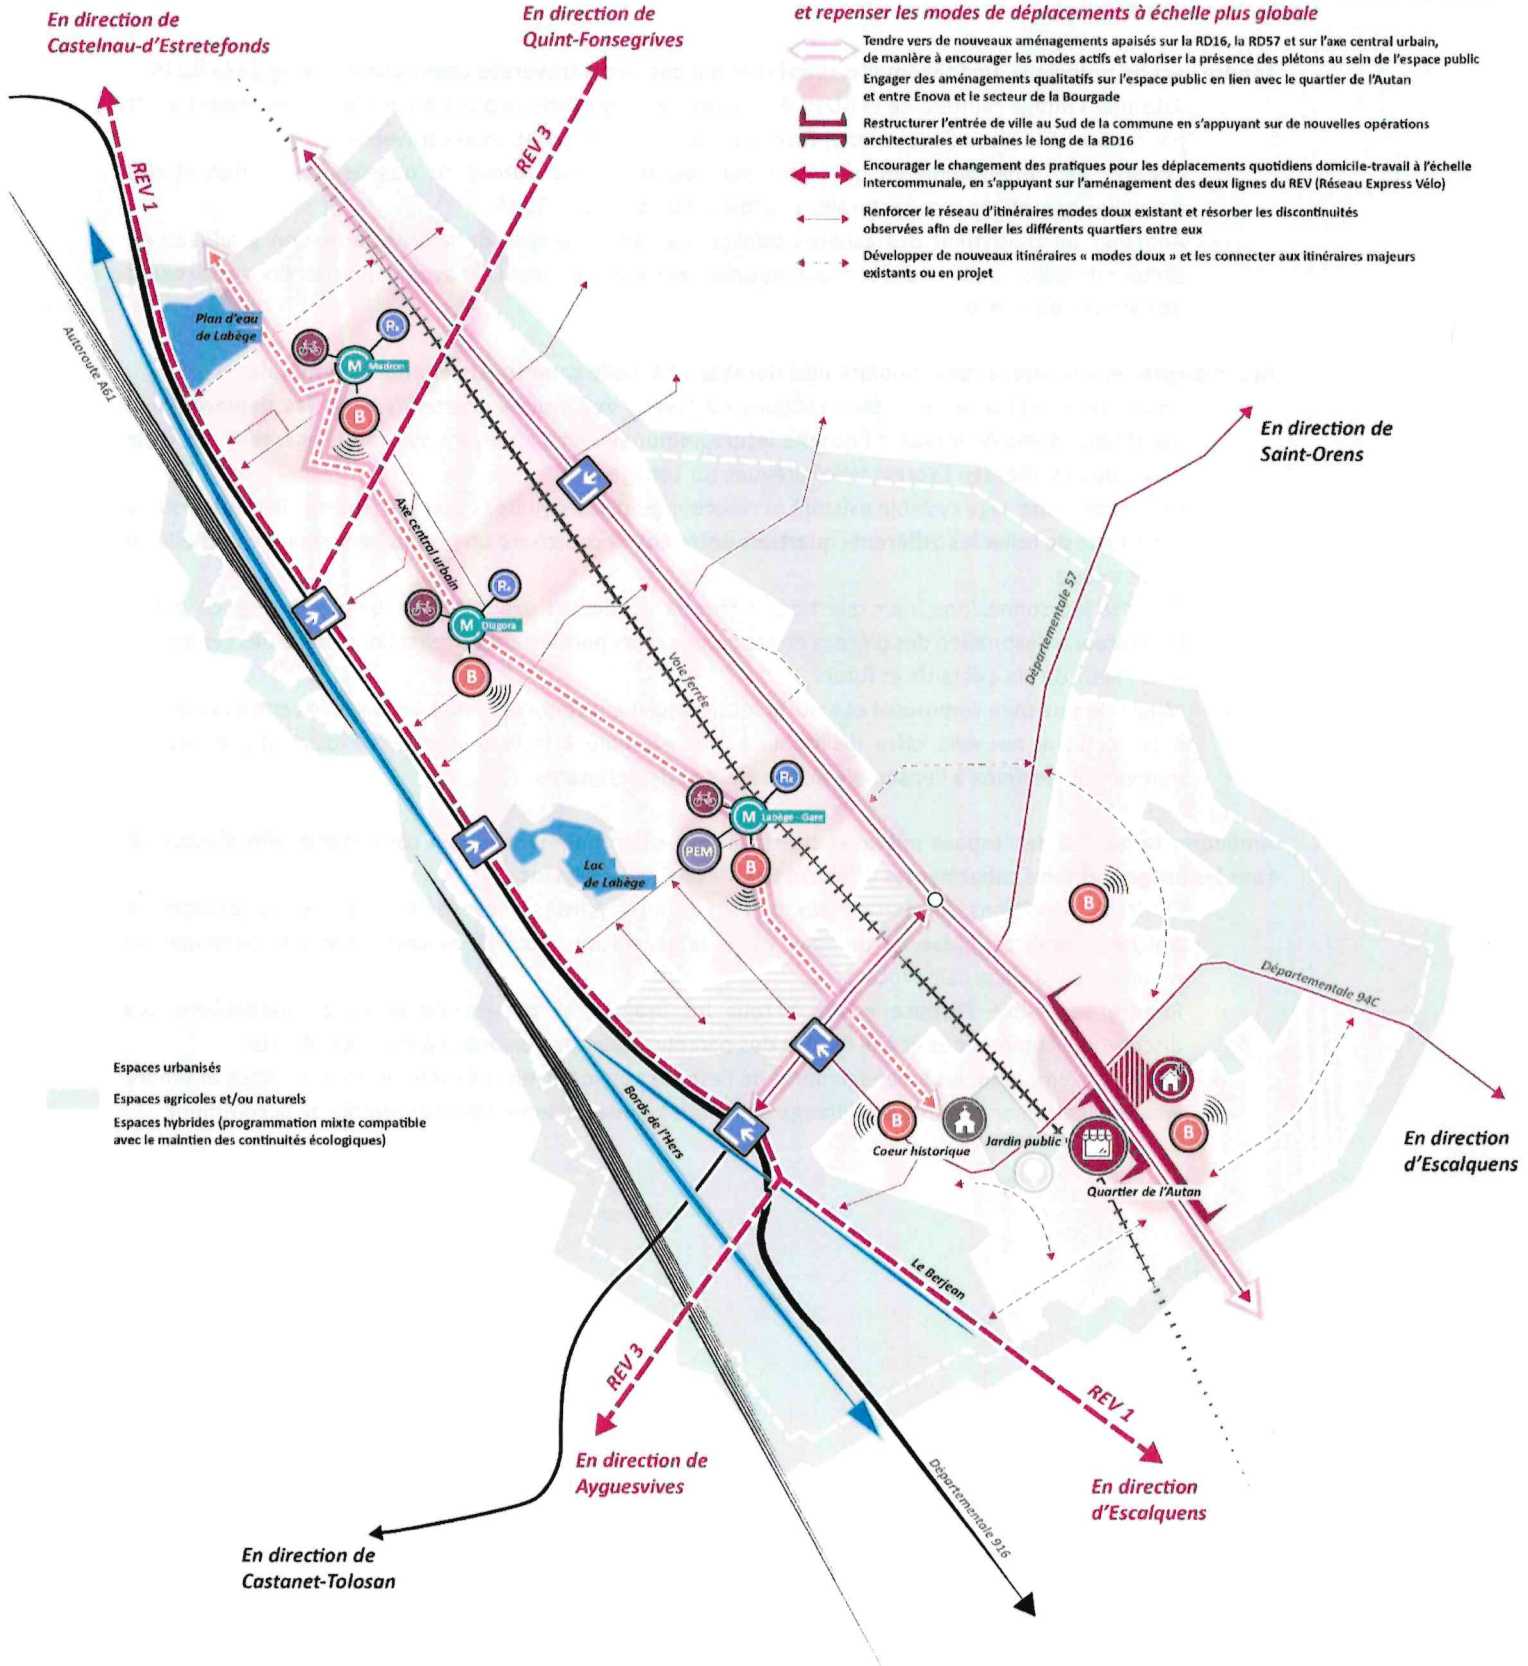 En direction de
Castelnau-d'Estretefonds
En direction de
Quint-Fonsegrives
et repenser les modes de déplacements à échelle plus globale
Tendre vers de nouveaux aménagements apaisés sur la RD16, la RD57 et sur l'axe central urbain,
de manière à encourager les modes actifs et valoriser la présence des piétons au sein de l'espace public
Engager des aménagements qualitatifs sur l'espace public en lien avec le quartier de l'Autan
et entre Enova et le secteur de la Bourgade
Restructurer l'entrée de ville au Sud de la commune en s'appuyant sur de nouvelles opérations
architecturales et urbaines le long de la RD16
Encourager le changement des pratiques pour les déplacements quotidiens domicile-travail à l'échelle
intercommunale, en s'appuyant sur l'aménagement des deux lignes du REV (Réseau Express Vélo)
Renforcer le réseau d'itinéraires modes doux existant et résorber les discontinuités
observées afin de relier les différents quartiers entre eux
Développer de nouveaux itinéraires « modes doux » et les connecter aux itinéraires majeurs
existants ou en projet
REV 1
REV 3
Plan d'eau
de Labège
Autoroute A61
R+
M Madron
B
En direction de
Saint-Orens
Axe central urbain
R+
M Diagora
B
Voie ferrée
Départementale 57
R+
M Labège - Gare
PEM
B
Lac
de Labège
B
Départementale 94C
Espaces urbanisés
Espaces agricoles et/ou naturels
Espaces hybrides (programmation mixte compatible
avec le maintien des continuités écologiques)
Bords de l'Hers
B
Coeur historique
Jardin public
B
Quartier de l'Autan
En direction
d'Escalquens
Le Berjean
REV 3
REV 1
En direction de
Ayguesvives
En direction
d'Escalquens
Départementale 916
En direction de
Castanet-Tolosan